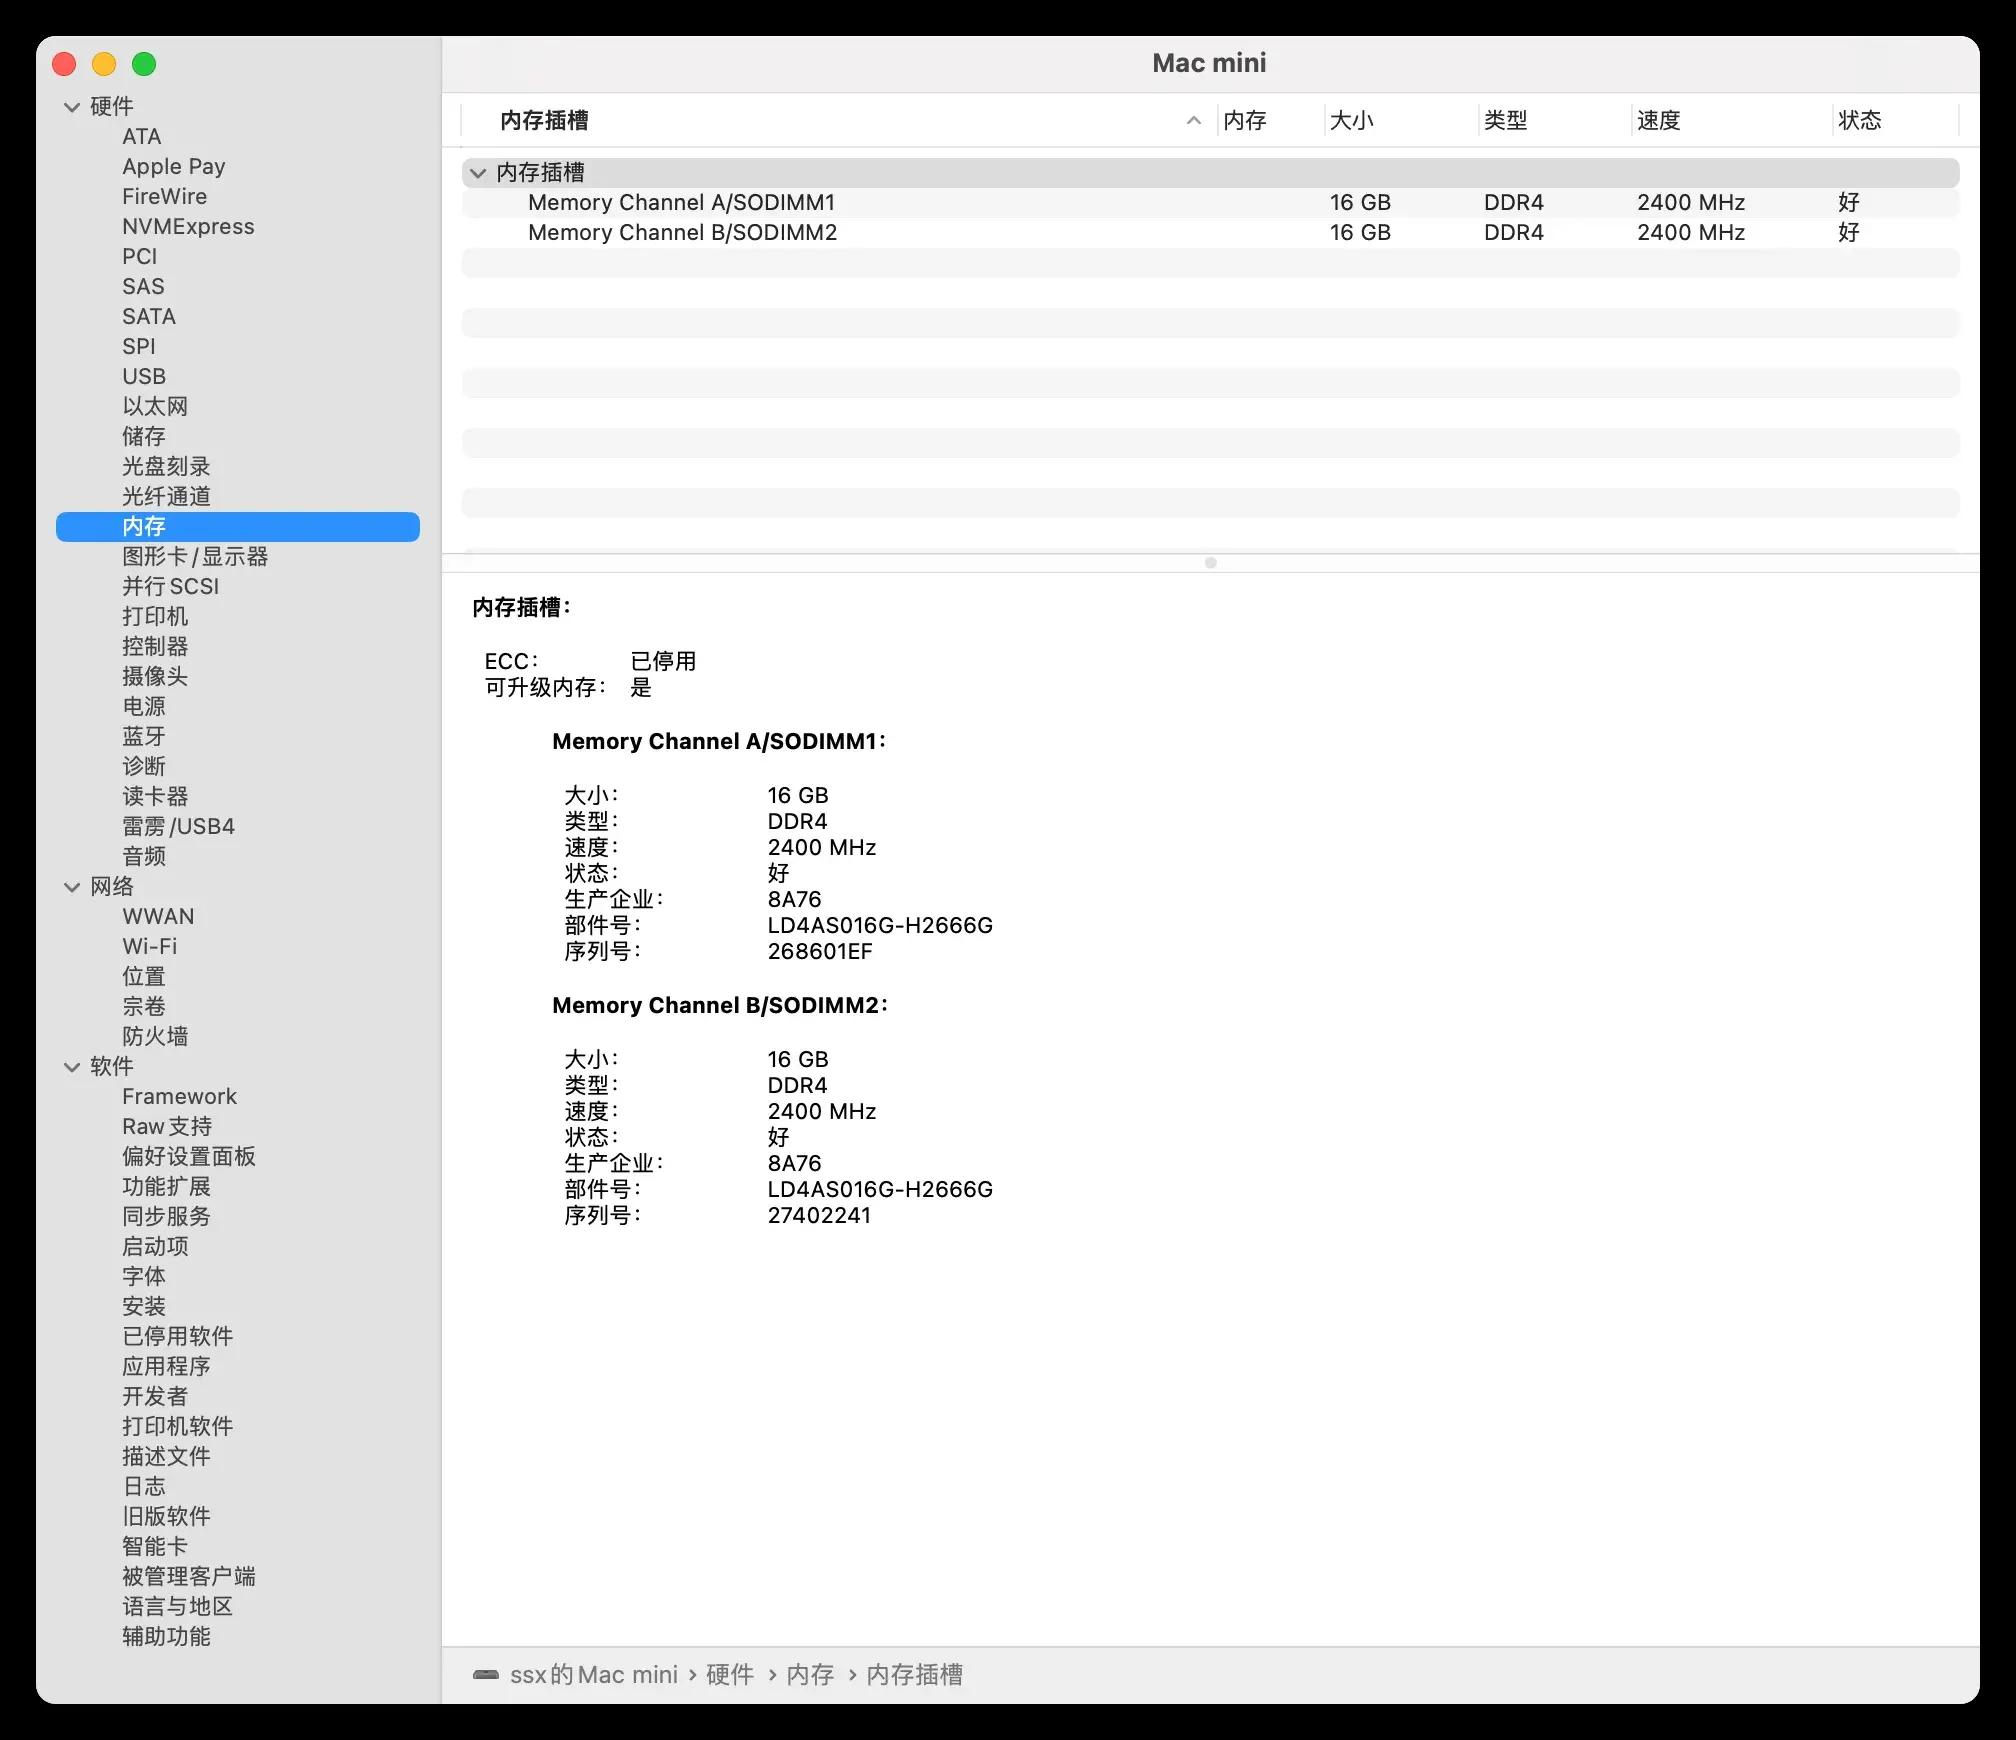 Mac mini
硬件
ATA
Apple Pay
FireWire
NVMExpress
PCI
SAS
SATA
SPI
USB
以太网
储存
光盘刻录
光纤通道
内存
图形卡/显示器
并行SCSI
打印机
控制器
摄像头
电源
蓝牙
诊断
读卡器
雷雳/USB4
音频
网络
WWAN
Wi-Fi
位置
宗卷
防火墙
软件
Framework
Raw支持
偏好设置面板
功能扩展
同步服务
启动项
字体
安装
已停用软件
应用程序
开发者
打印机软件
描述文件
日志
旧版软件
智能卡
被管理客户端
语言与地区
辅助功能
内存插槽 内存 大小 类型 速度 状态
内存插槽
Memory Channel A/SODIMM1 16 GB DDR4 2400 MHz 好
Memory Channel B/SODIMM2 16 GB DDR4 2400 MHz 好
内存插槽：
ECC： 已停用
可升级内存： 是
Memory Channel A/SODIMM1：
大小： 16 GB
类型： DDR4
速度： 2400 MHz
状态： 好
生产企业： 8A76
部件号： LD4AS016G-H2666G
序列号： 268601EF
Memory Channel B/SODIMM2：
大小： 16 GB
类型： DDR4
速度： 2400 MHz
状态： 好
生产企业： 8A76
部件号： LD4AS016G-H2666G
序列号： 27402241
ssx的Mac mini › 硬件 › 内存 › 内存插槽